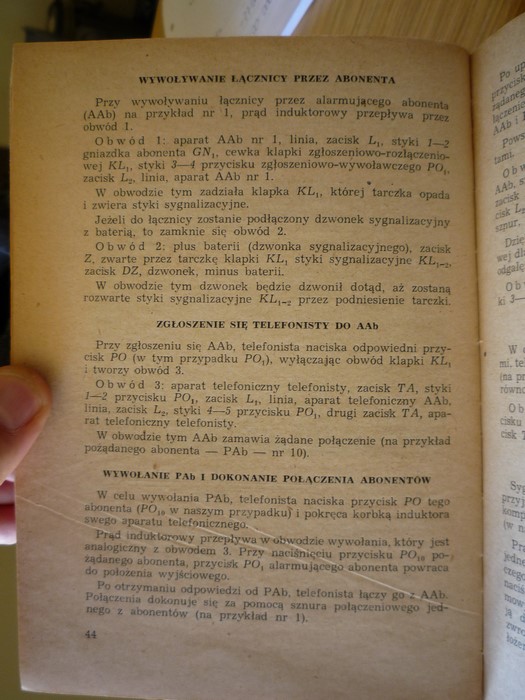 WYWOŁYWANIE ŁĄCZNICY PRZEZ ABONENTA
Przy wywoływaniu łącznicy przez alarmującego abonenta
(AAb) na przykład nr 1, prąd induktorowy przepływa przez
obwód 1.
Obwód 1: aparat AAb nr 1, linia, zacisk L₁, styki 1—2
gniazdka abonenta GN₁, cewka klapki zgłoszeniowo-rozłączenio-
wej KL₁, styki 3—4 przycisku zgłoszeniowo-wywoławczego PO₁,
zacisk L₂, linia, aparat AAb nr 1.
W obwodzie tym zadziała klapka KL₁, której tarczka opada
i zwiera styki sygnalizacyjne.
Jeżeli do łącznicy zostanie podłączony dzwonek sygnalizacyjny
z baterią, to zamknie się obwód 2.
Obwód 2: plus baterii (dzwonka sygnalizacyjnego), zacisk
Z, zwarte przez tarczkę klapki KL₁ styki sygnalizacyjne KL₁₋₂,
zacisk DZ, dzwonek, minus baterii.
W obwodzie tym dzwonek będzie dzwonił dotąd, aż zostaną
rozwarte styki sygnalizacyjne KL₁₋₂ przez podniesienie tarczki.
ZGŁOSZENIE SIĘ TELEFONISTY DO AAb
Przy zgłoszeniu się AAb, telefonista naciska odpowiedni przy-
cisk PO (w tym przypadku PO₁), wyłączając obwód klapki KL₁
i tworzy obwód 3.
Obwód 3: aparat telefoniczny telefonisty, zacisk TA, styki
1—2 przycisku PO₁, zacisk L₁, linia, aparat telefoniczny AAb,
linia, zacisk L₂, styki 4—5 przycisku PO₁, drugi zacisk TA, apa-
rat telefoniczny telefonisty.
W obwodzie tym AAb zamawia żądane połączenie (na przykład
pożądanego abonenta — PAb — nr 10).
WYWOŁANIE PAb I DOKONANIE POŁĄCZENIA ABONENTÓW
W celu wywołania PAb, telefonista naciska przycisk PO tego
abonenta (PO₁₀ w naszym przypadku) i pokręca korbką induktora
swego aparatu telefonicznego.
Prąd induktorowy przepływa w obwodzie wywołania, który jest
analogiczny z obwodem 3. Przy naciśnięciu przycisku PO₁₀ po-
żądanego abonenta, przycisk PO₁ alarmującego abonenta powraca
do położenia wyjściowego.
Po otrzymaniu odpowiedzi od PAb, telefonista łączy go z AAb.
Połączenia dokonuje się za pomocą sznura połączeniowego jed-
nego z abonentów (na przykład nr 1).
44